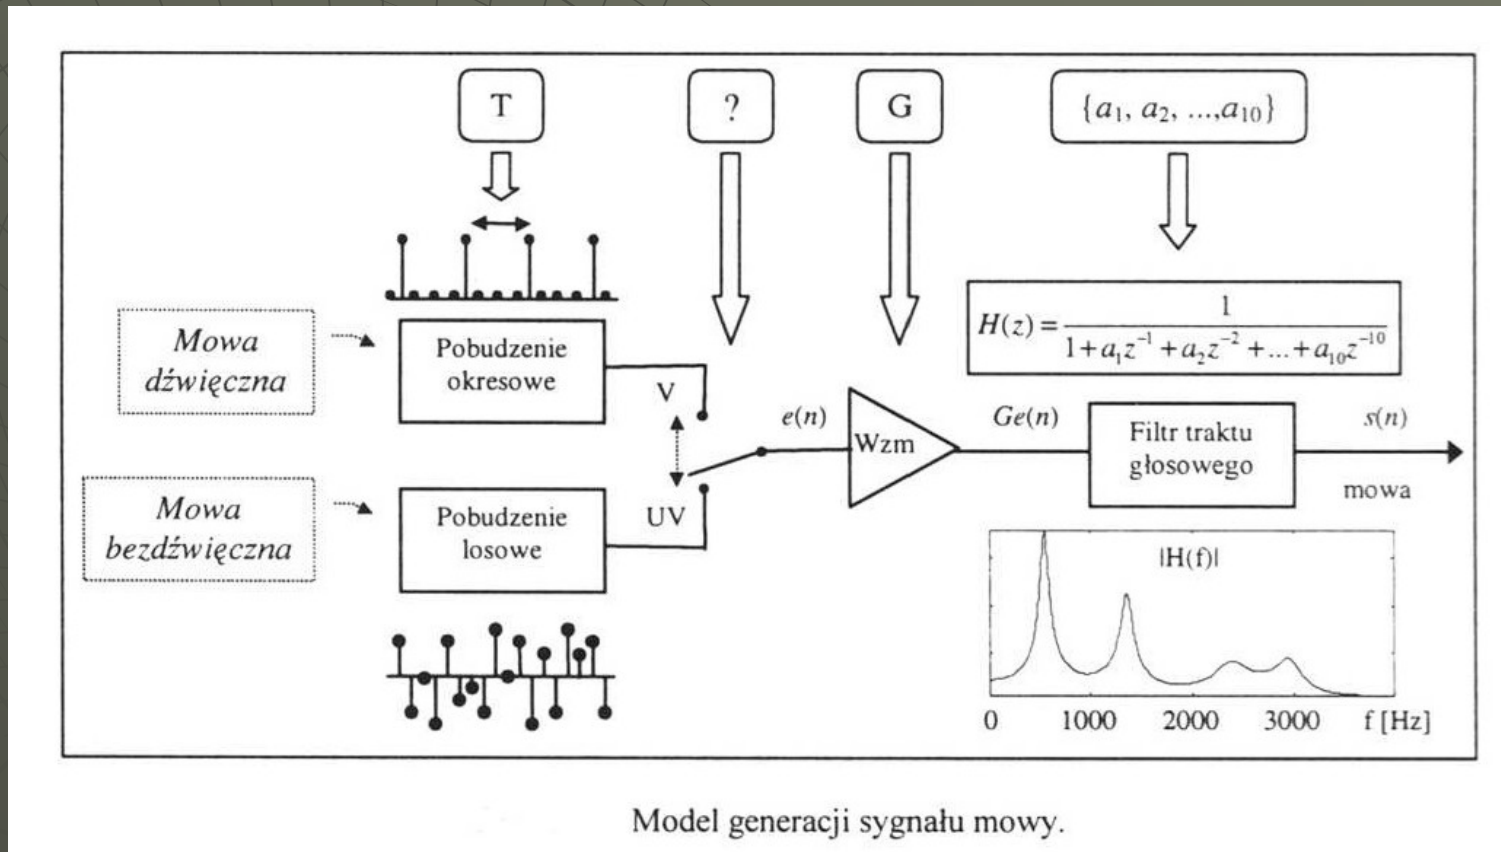 T
?
G
{a₁, a₂, ...,a₁₀}
H(z) = 1 / (1+a₁z⁻¹ +a₂z⁻² +...+a₁₀z⁻¹⁰)
Mowa
dźwięczna
Pobudzenie
okresowe
V
e(n)
Wzm
Ge(n)
Filtr traktu
głosowego
s(n)
mowa
Mowa
bezdźwięczna
Pobudzenie
losowe
UV
|H(f)|
0 1000 2000 3000 f [Hz]
Model generacji sygnału mowy.